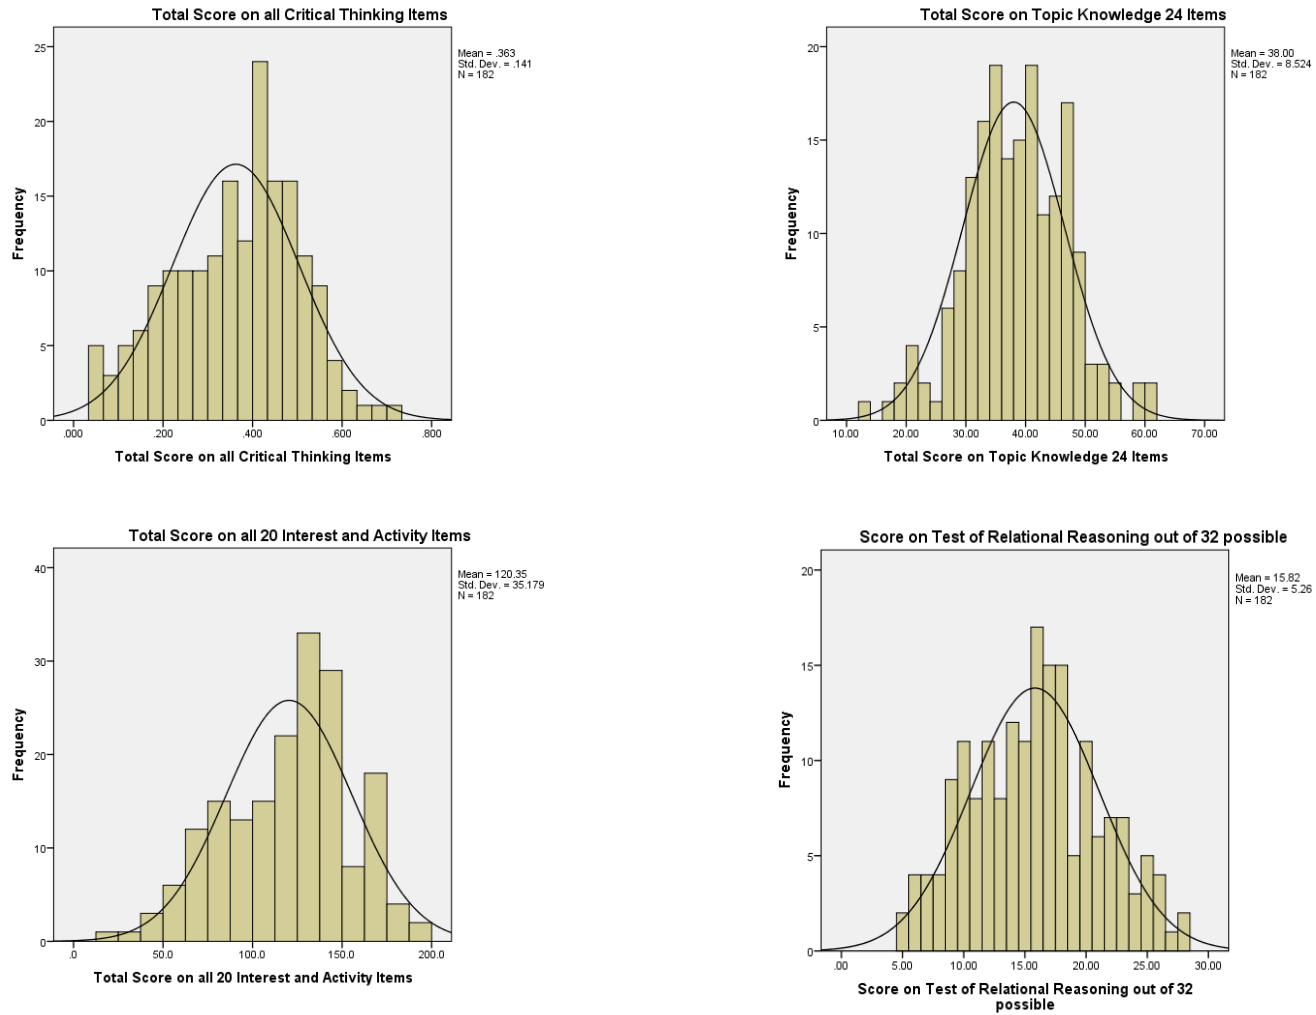 Total Score on all Critical Thinking Items
25
20
15
10
5
0
Frequency
.000
.200
.400
.600
.800
Total Score on all Critical Thinking Items
Mean = .363
Std. Dev. = .141
N = 182
Total Score on Topic Knowledge 24 Items
20
15
10
5
0
Frequency
10.00
20.00
30.00
40.00
50.00
60.00
70.00
Total Score on Topic Knowledge 24 Items
Mean = 38.00
Std. Dev. = 8.524
N = 182
Total Score on all 20 Interest and Activity Items
40
30
20
10
0
Frequency
.0
50.0
100.0
150.0
200.0
Total Score on all 20 Interest and Activity Items
Mean = 120.35
Std. Dev. = 35.179
N = 182
Score on Test of Relational Reasoning out of 32 possible
20
15
10
5
0
Frequency
.00
5.00
10.00
15.00
20.00
25.00
30.00
Score on Test of Relational Reasoning out of 32
possible
Mean = 15.82
Std. Dev. = 5.26
N = 182